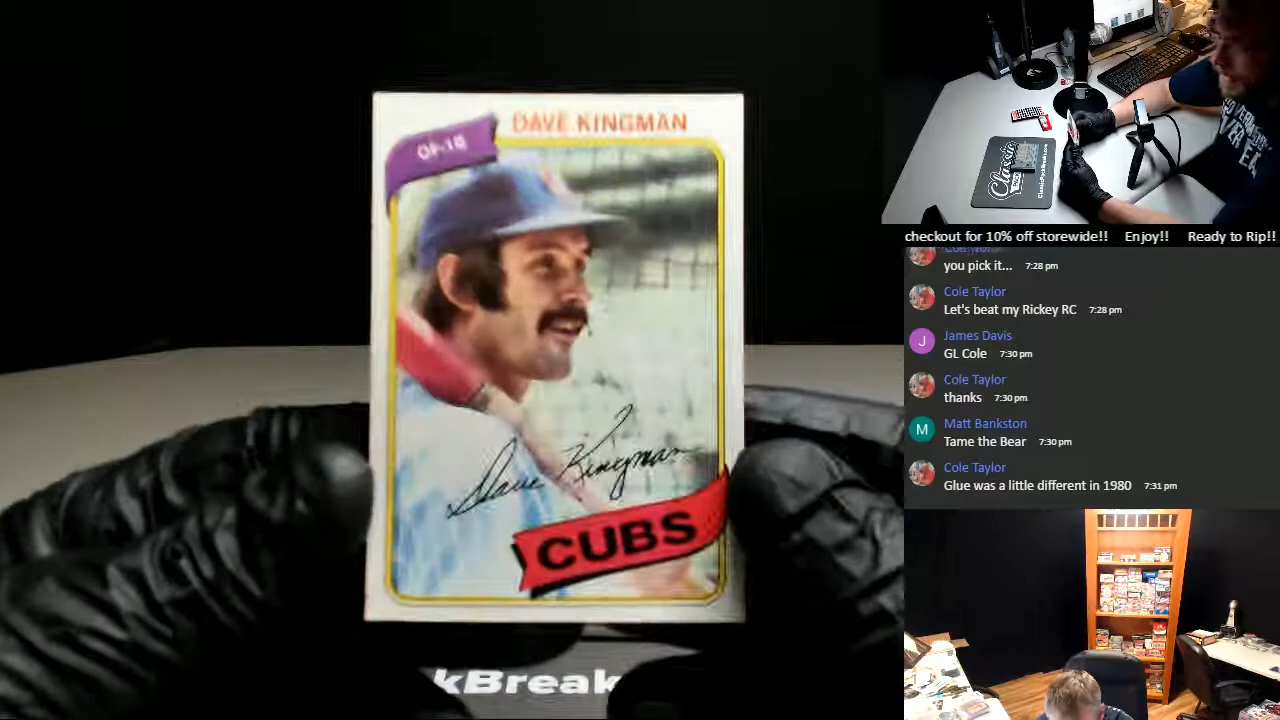 DAVE KINGMAN
OF-1B
Dave Kingman
CUBS
kBreak
Classic
ClassicPackBreak.com
checkout for 10% off storewide!! Enjoy!! Ready to Rip!!
you pick it... 7:28 pm
Cole Taylor
Let's beat my Rickey RC 7:28 pm
J
James Davis
GL Cole 7:30 pm
Cole Taylor
thanks 7:30 pm
M
Matt Bankston
Tame the Bear 7:30 pm
Cole Taylor
Glue was a little different in 1980 7:31 pm